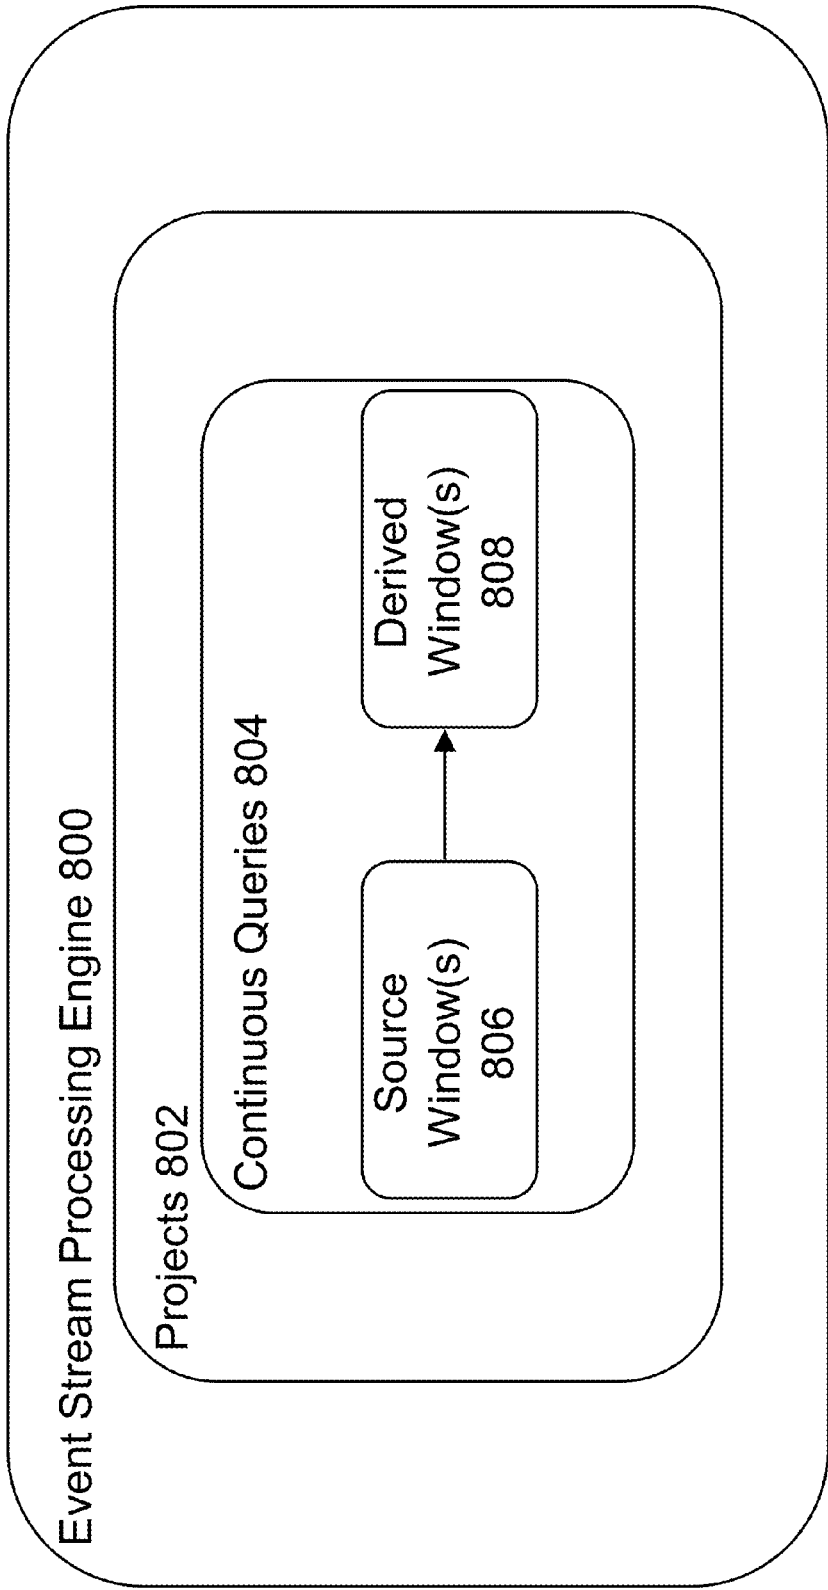 Event Stream Processing Engine 800
Projects 802
Continuous Queries 804
Source
Window(s)
806
Derived
Window(s)
808